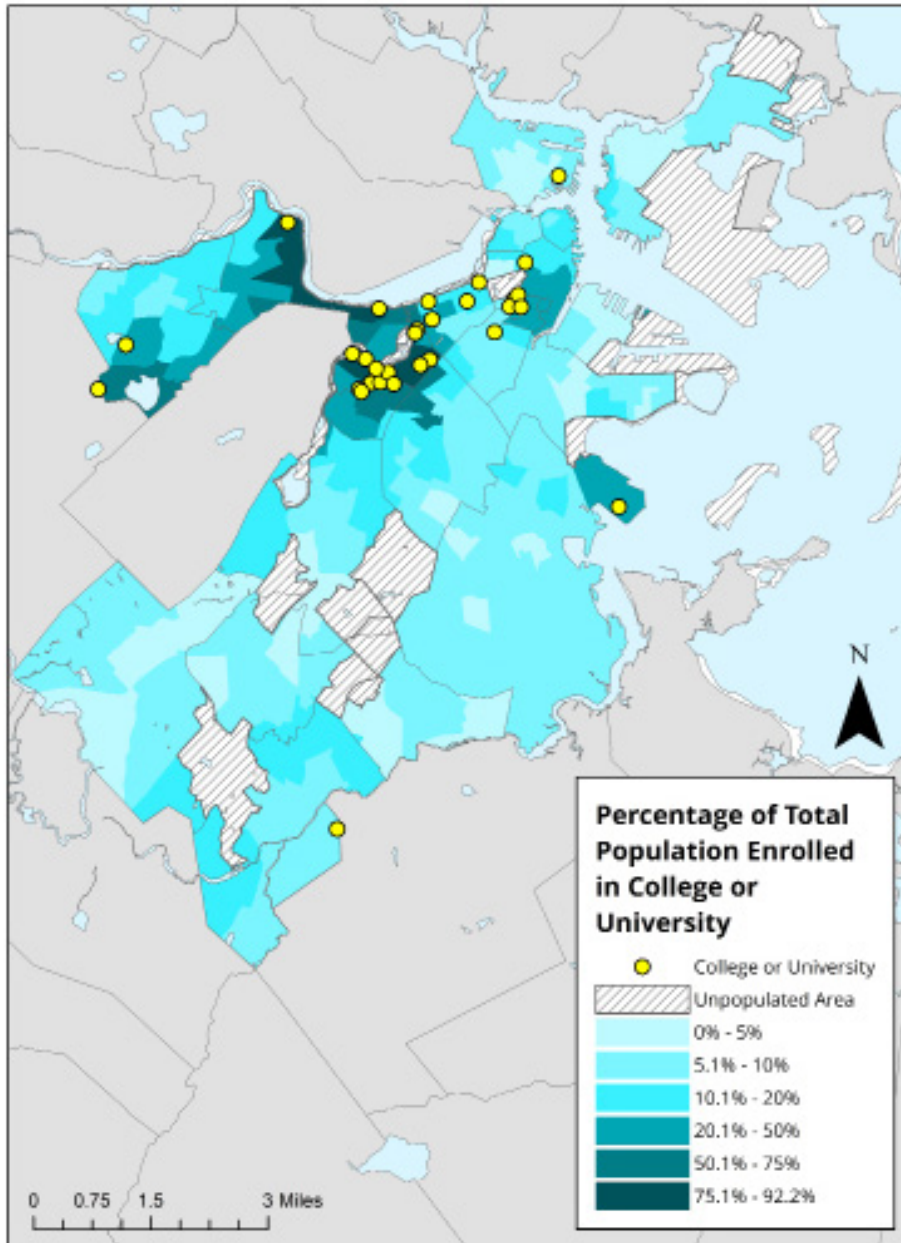 N
Percentage of Total
Population Enrolled
in College or
University
College or University
Unpopulated Area
0% - 5%
5.1% - 10%
10.1% - 20%
20.1% - 50%
50.1% - 75%
75.1% - 92.2%
0 0.75 1.5 3 Miles